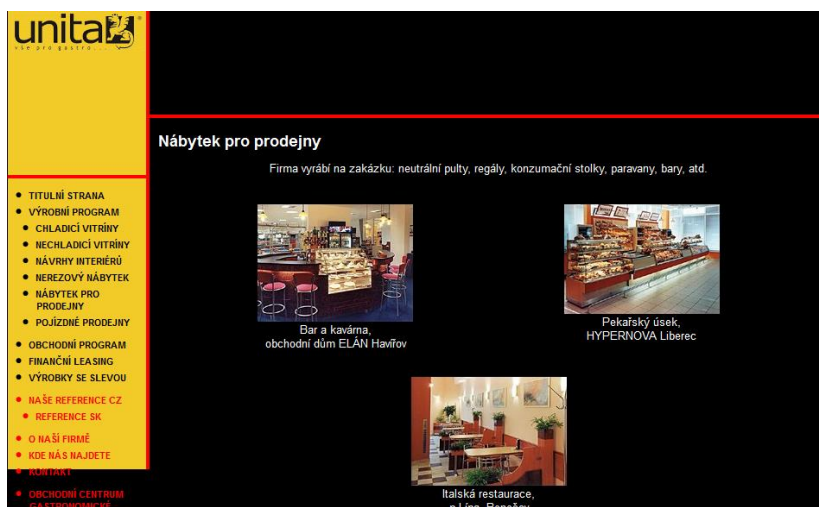 unita
vše pro gastro....
Nábytek pro prodejny
Firma vyrábí na zakázku: neutrální pulty, regály, konzumační stolky, paravany, bary, atd.
TITULNÍ STRANA
VÝROBNÍ PROGRAM
CHLADICÍ VITRÍNY
NECHLADICÍ VITRÍNY
NÁVRHY INTERIÉRŮ
NEREZOVÝ NÁBYTEK
NÁBYTEK PRO
PRODEJNY
POJÍZDNÉ PRODEJNY
OBCHODNÍ PROGRAM
FINANČNÍ LEASING
VÝROBKY SE SLEVOU
NAŠE REFERENCE CZ
REFERENCE SK
O NAŠÍ FIRMĚ
KDE NÁS NAJDETE
KONTAKT
OBCHODNÍ CENTRUM
GASTRONOMICKÉ
Bar a kavárna,
obchodní dům ELÁN Havířov
Pekařský úsek,
HYPERNOVA Liberec
Italská restaurace,